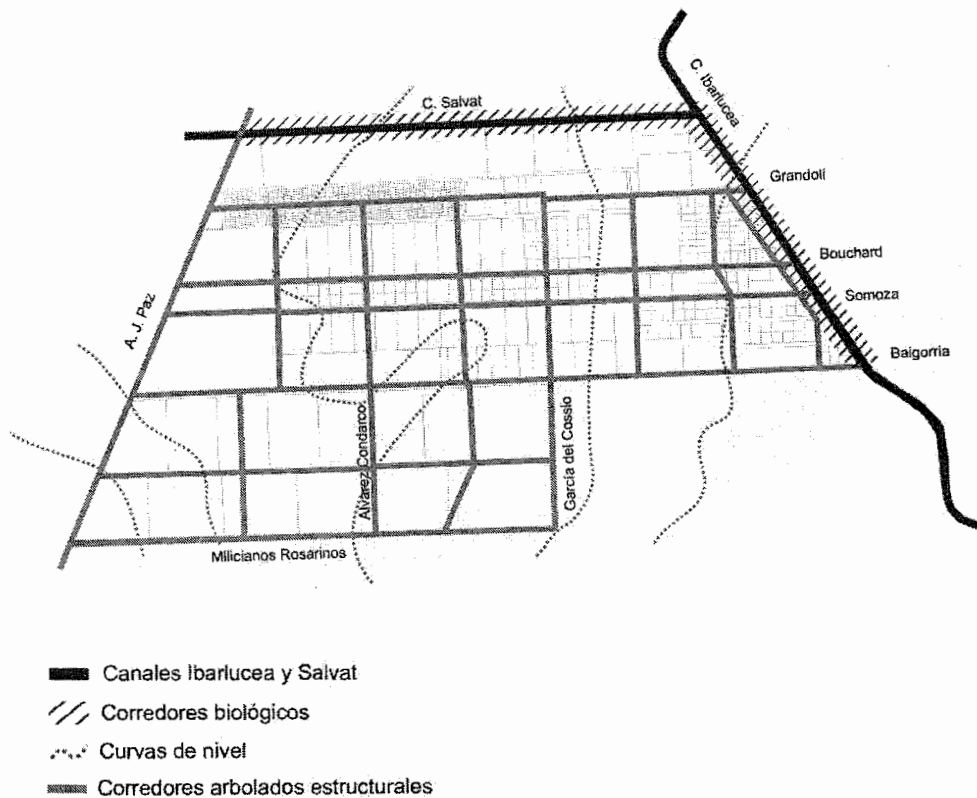 C. Salvat
C. Ibarlucea
Grandoli
Bouchard
Somoza
Baigorria
A. J. Paz
Alvarez Condarco
García del Cossio
Milicianos Rosarinos
Canales Ibarlucea y Salvat
Corredores biológicos
Curvas de nivel
Corredores arbolados estructurales